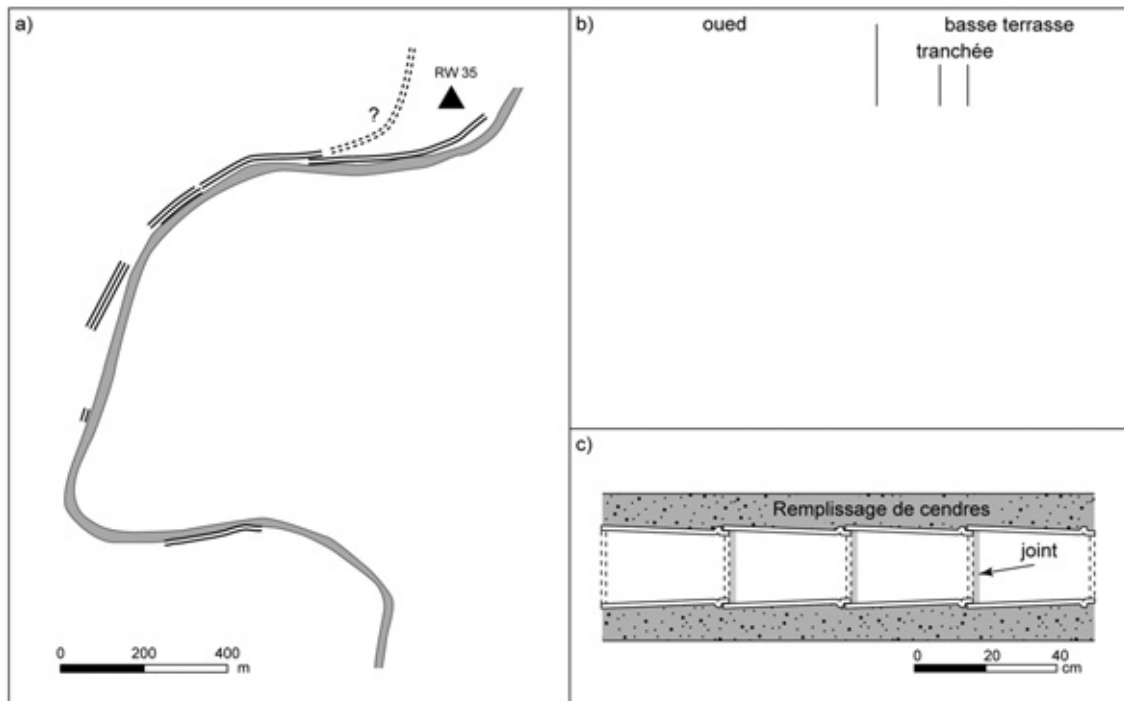 a)
RW 35
?
0 200 400
m
b)
oued
basse terrasse
tranchée
c)
Remplissage de cendres
joint
0 20 40
cm